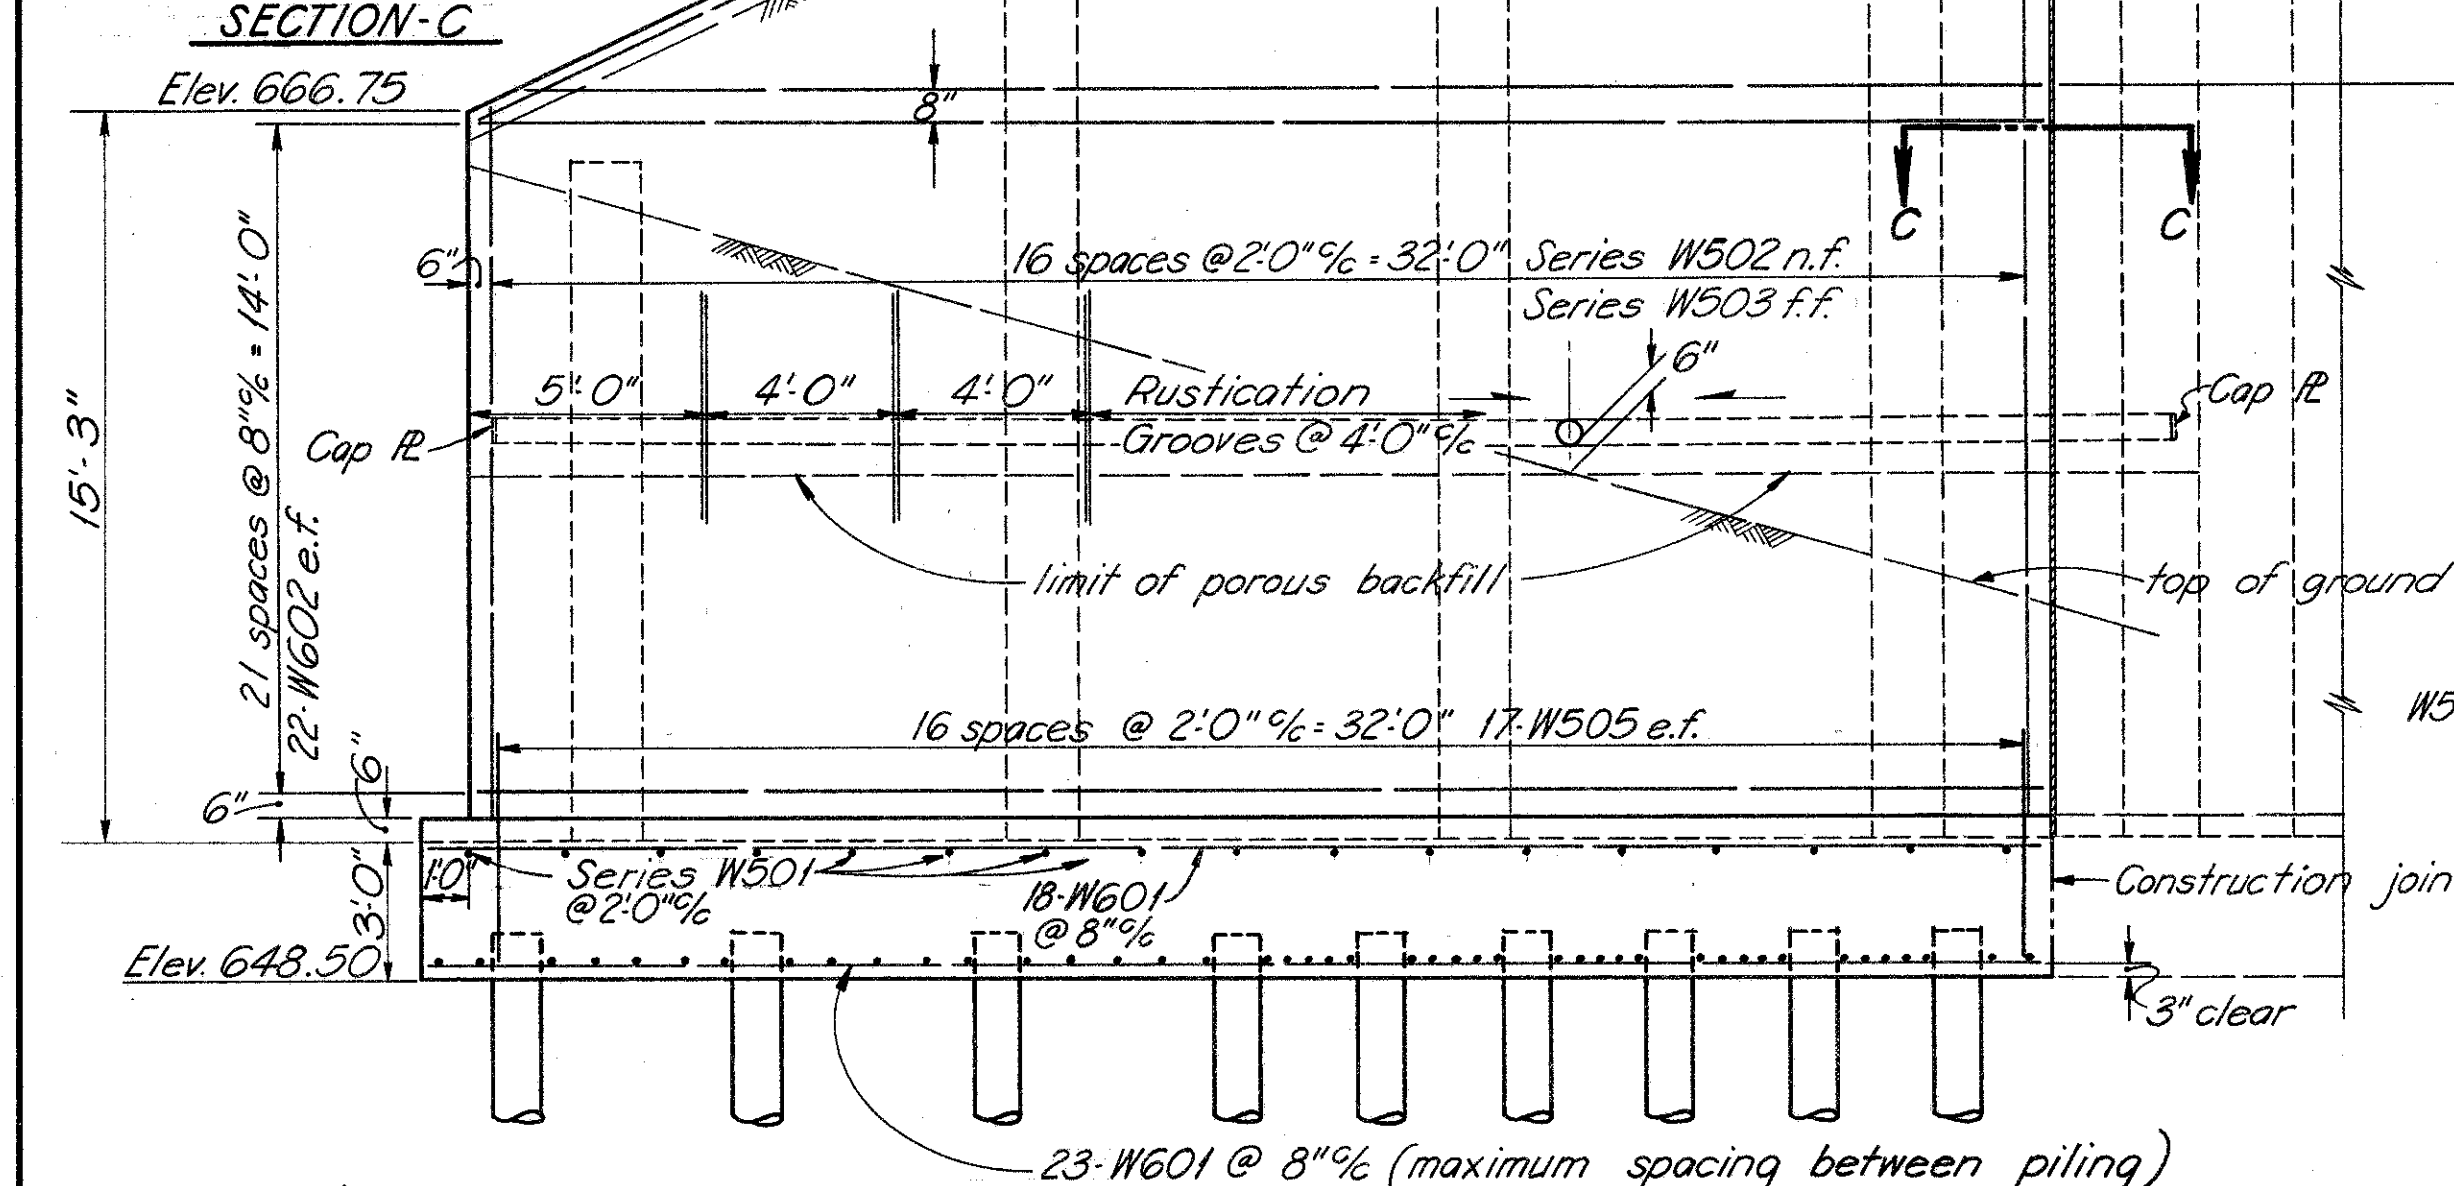 SECTION-C
Elev. 666.75
8"
C
C
6"
16 spaces @ 2'-0" c/c = 32'-0" Series W502 n.f.
Series W503 f.f.
6"
5'-0"
4'-0"
4'-0"
Rustication
Grooves @ 4'-0" c/c
Cap PL
Cap PL
15'-3"
21 spaces @ 8" c/c = 14'-0"
22-W602 e.f.
limit of porous backfill
top of ground
16 spaces @ 2'-0" c/c = 32'-0" 17-W505 e.f.
W5
6"
6"
1'-0"
3'-0"
Series W501
@ 2'-0" c/c
18-W601
@ 8" c/c
Construction join
Elev. 648.50
3" clear
23-W601 @ 8" c/c (maximum spacing between piling)